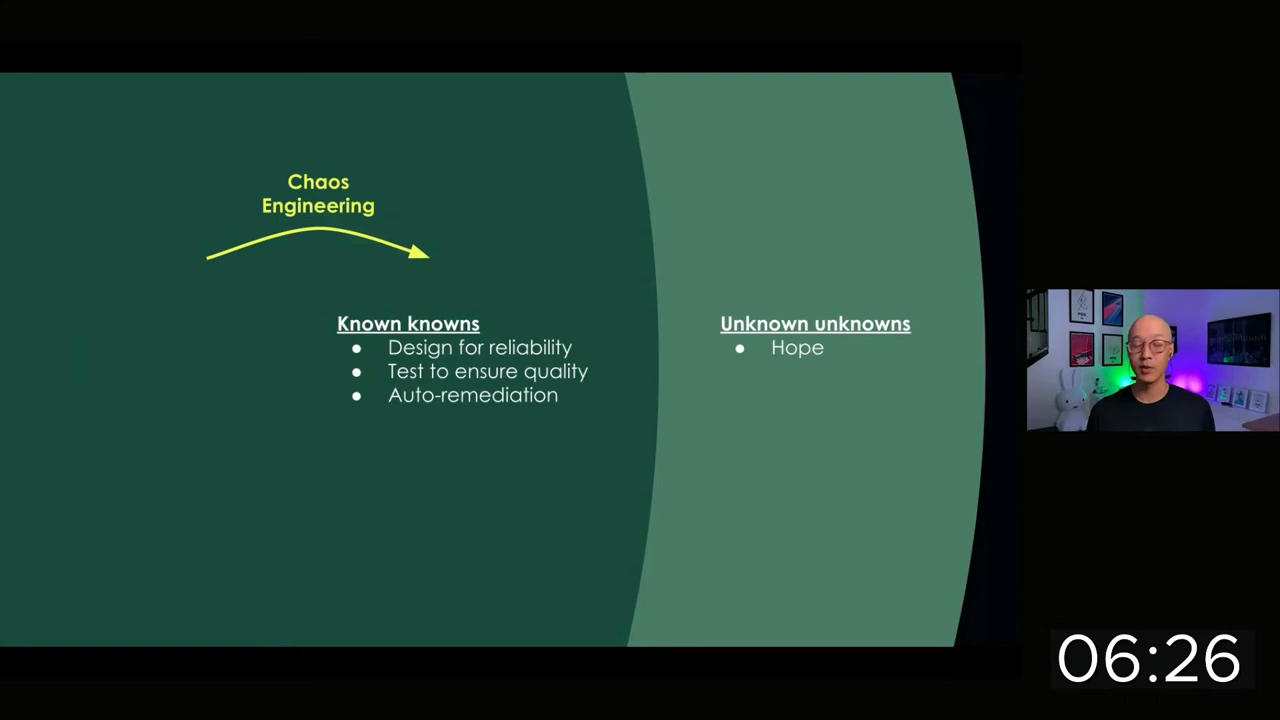 Chaos
Engineering
Known knowns
● Design for reliability
● Test to ensure quality
● Auto-remediation
Unknown unknowns
● Hope
06:26